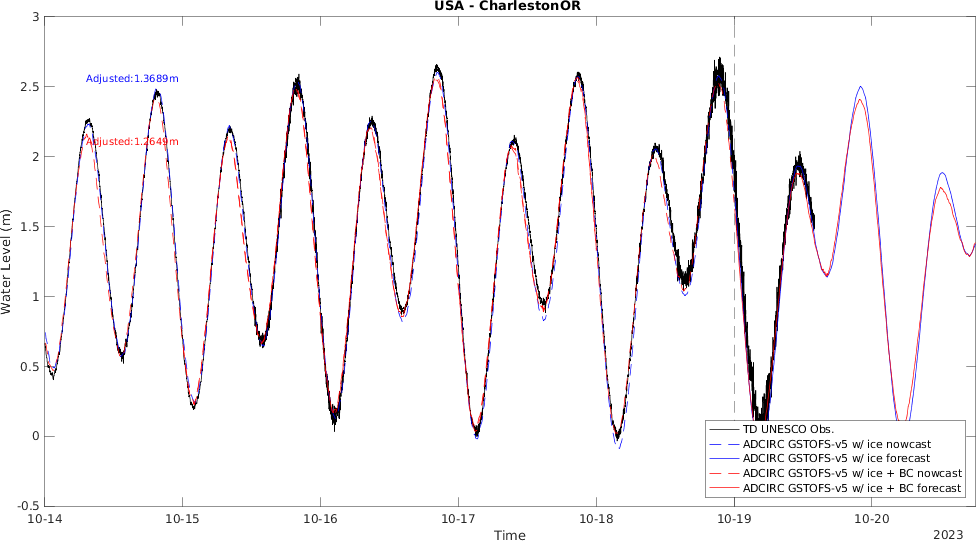 USA - CharlestonOR
3
2.5
2
1.5
1
0.5
0
-0.5
Water Level (m)
Adjusted:1.3689m
Adjusted:1.2649m
TD UNESCO Obs.
ADCIRC GSTOFS-v5 w/ ice nowcast
ADCIRC GSTOFS-v5 w/ ice forecast
ADCIRC GSTOFS-v5 w/ ice + BC nowcast
ADCIRC GSTOFS-v5 w/ ice + BC forecast
10-14 10-15 10-16 10-17 10-18 10-19 10-20
Time
2023